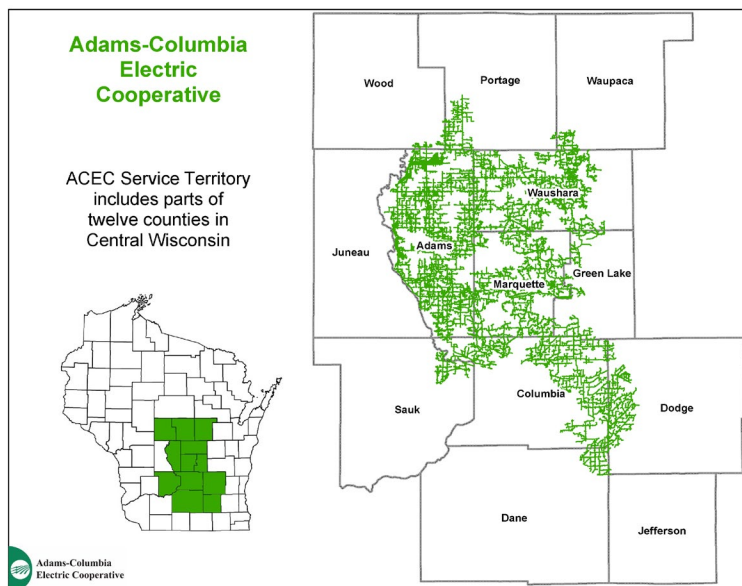 Adams-Columbia
Electric
Cooperative
ACEC Service Territory
includes parts of
twelve counties in
Central Wisconsin
Wood
Portage
Waupaca
Waushara
Juneau
Adams
Marquette
Green Lake
Sauk
Columbia
Dodge
Dane
Jefferson
Adams-Columbia
Electric Cooperative